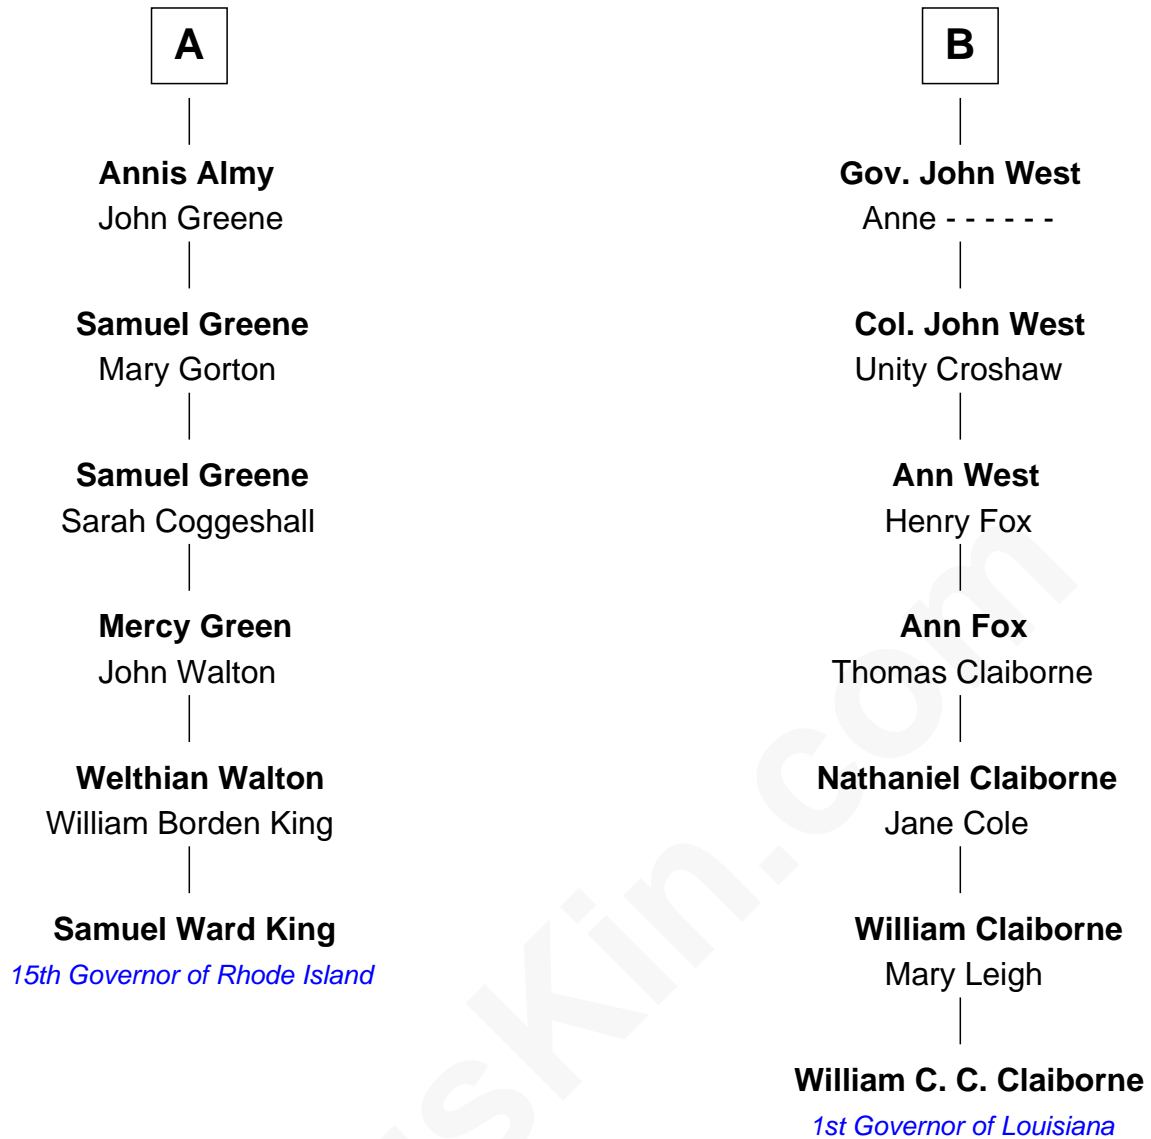 A
Annis Almy
John Greene
Samuel Greene
Mary Gorton
Samuel Greene
Sarah Coggeshall
Mercy Green
John Walton
Welthian Walton
William Borden King
Samuel Ward King
15th Governor of Rhode Island
B
Gov. John West
Anne - - - - - -
Col. John West
Unity Croshaw
Ann West
Henry Fox
Ann Fox
Thomas Claiborne
Nathaniel Claiborne
Jane Cole
William Claiborne
Mary Leigh
William C. C. Claiborne
1st Governor of Louisiana